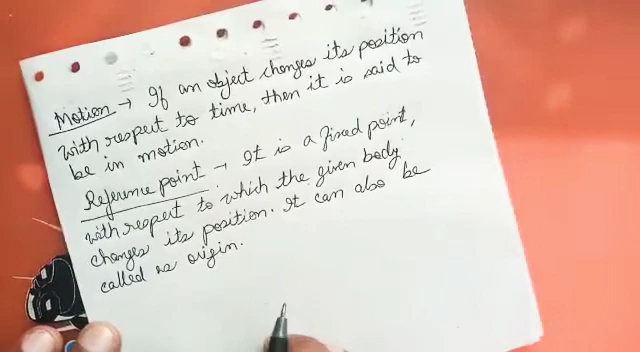 Motion → If an object changes its position
with respect to time, then it is said to
be in motion.
Reference point → It is a fixed point,
with respect to which the given body
changes its position. It can also be
called as origin.